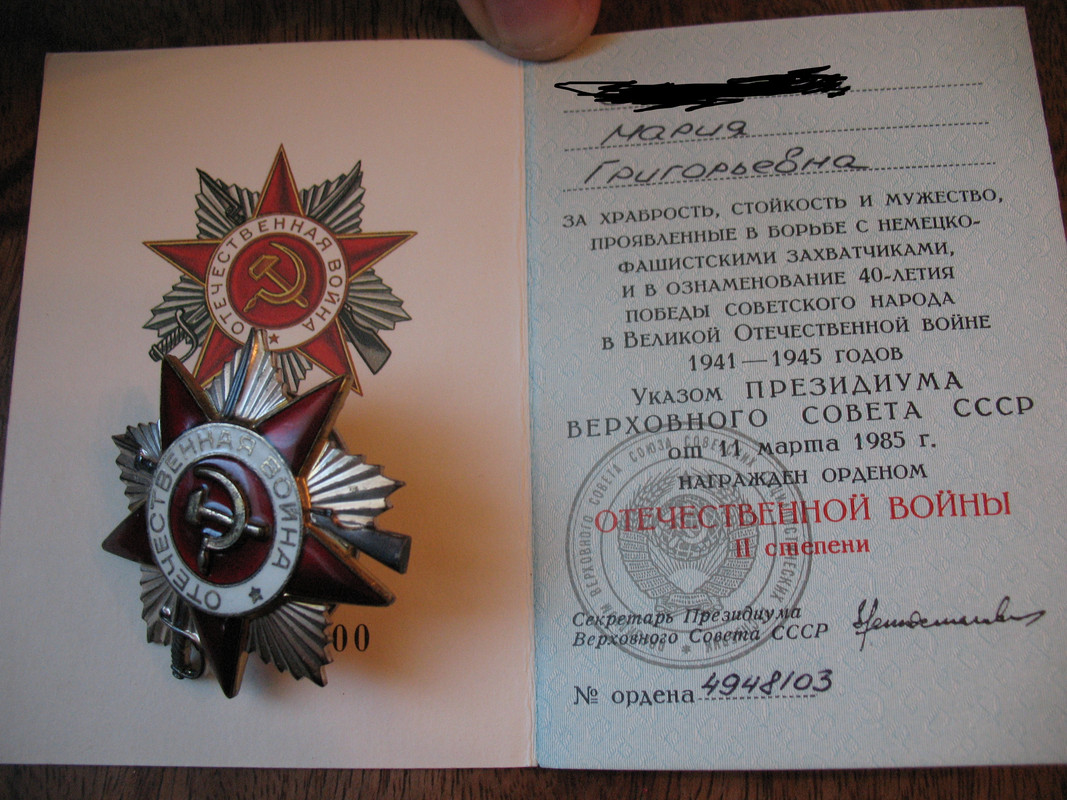 ОТЕЧЕСТВЕННАЯ ВОЙНА
ОТЕЧЕСТВЕННАЯ ВОЙНА
00
Мария
Григорьевна
ЗА ХРАБРОСТЬ, СТОЙКОСТЬ И МУЖЕСТВО,
ПРОЯВЛЕННЫЕ В БОРЬБЕ С НЕМЕЦКО-
ФАШИСТСКИМИ ЗАХВАТЧИКАМИ,
И В ОЗНАМЕНОВАНИЕ 40-ЛЕТИЯ
ПОБЕДЫ СОВЕТСКОГО НАРОДА
В ВЕЛИКОЙ ОТЕЧЕСТВЕННОЙ ВОЙНЕ
1941—1945 ГОДОВ
УКАЗОМ ПРЕЗИДИУМА
ВЕРХОВНОГО СОВЕТА СССР
от 11 марта 1985 г.
НАГРАЖДЕН ОРДЕНОМ
ОТЕЧЕСТВЕННОЙ ВОЙНЫ
II степени
Секретарь Президиума
Верховного Совета СССР
№ ордена 4948103